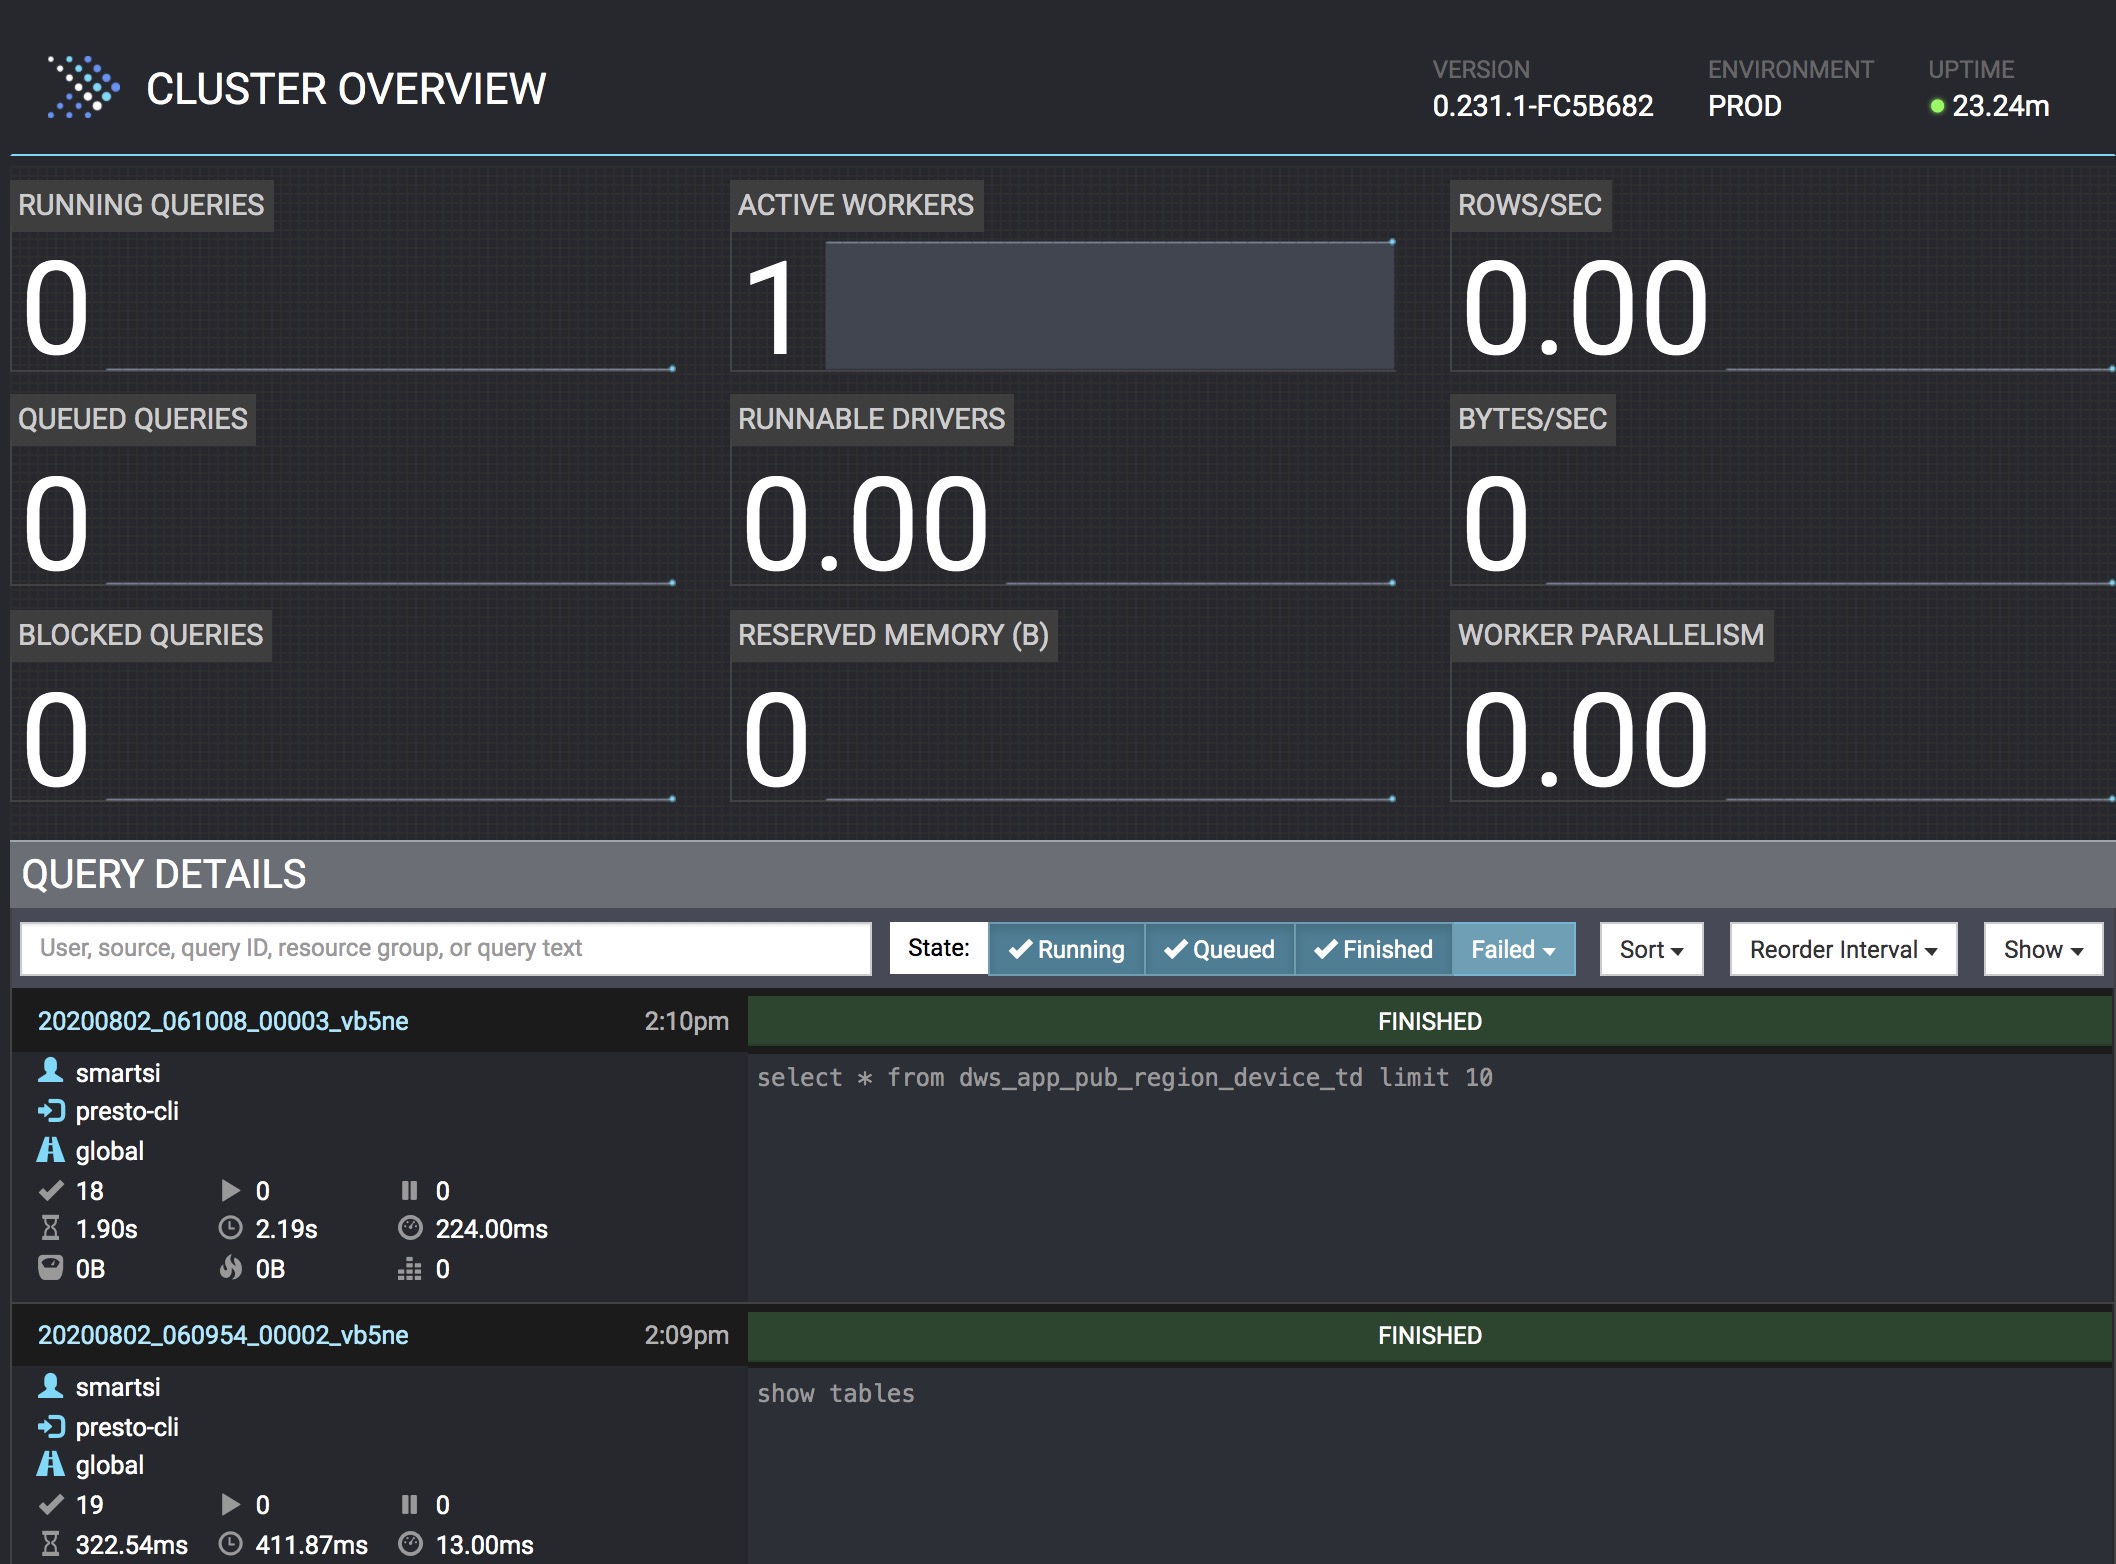 CLUSTER OVERVIEW
VERSION
0.231.1-FC5B682
ENVIRONMENT
PROD
UPTIME
23.24m
RUNNING QUERIES
0
ACTIVE WORKERS
1
ROWS/SEC
0.00
QUEUED QUERIES
0
RUNNABLE DRIVERS
0.00
BYTES/SEC
0
BLOCKED QUERIES
0
RESERVED MEMORY (B)
0
WORKER PARALLELISM
0.00
QUERY DETAILS
User, source, query ID, resource group, or query text
State: Running Queued Finished Failed
Sort
Reorder Interval
Show
20200802_061008_00003_vb5ne 2:10pm
FINISHED
smartsi
presto-cli
global
18 0 0
1.90s 2.19s 224.00ms
0B 0B 0
select * from dws_app_pub_region_device_td limit 10
20200802_060954_00002_vb5ne 2:09pm
FINISHED
smartsi
presto-cli
global
19 0 0
322.54ms 411.87ms 13.00ms
show tables